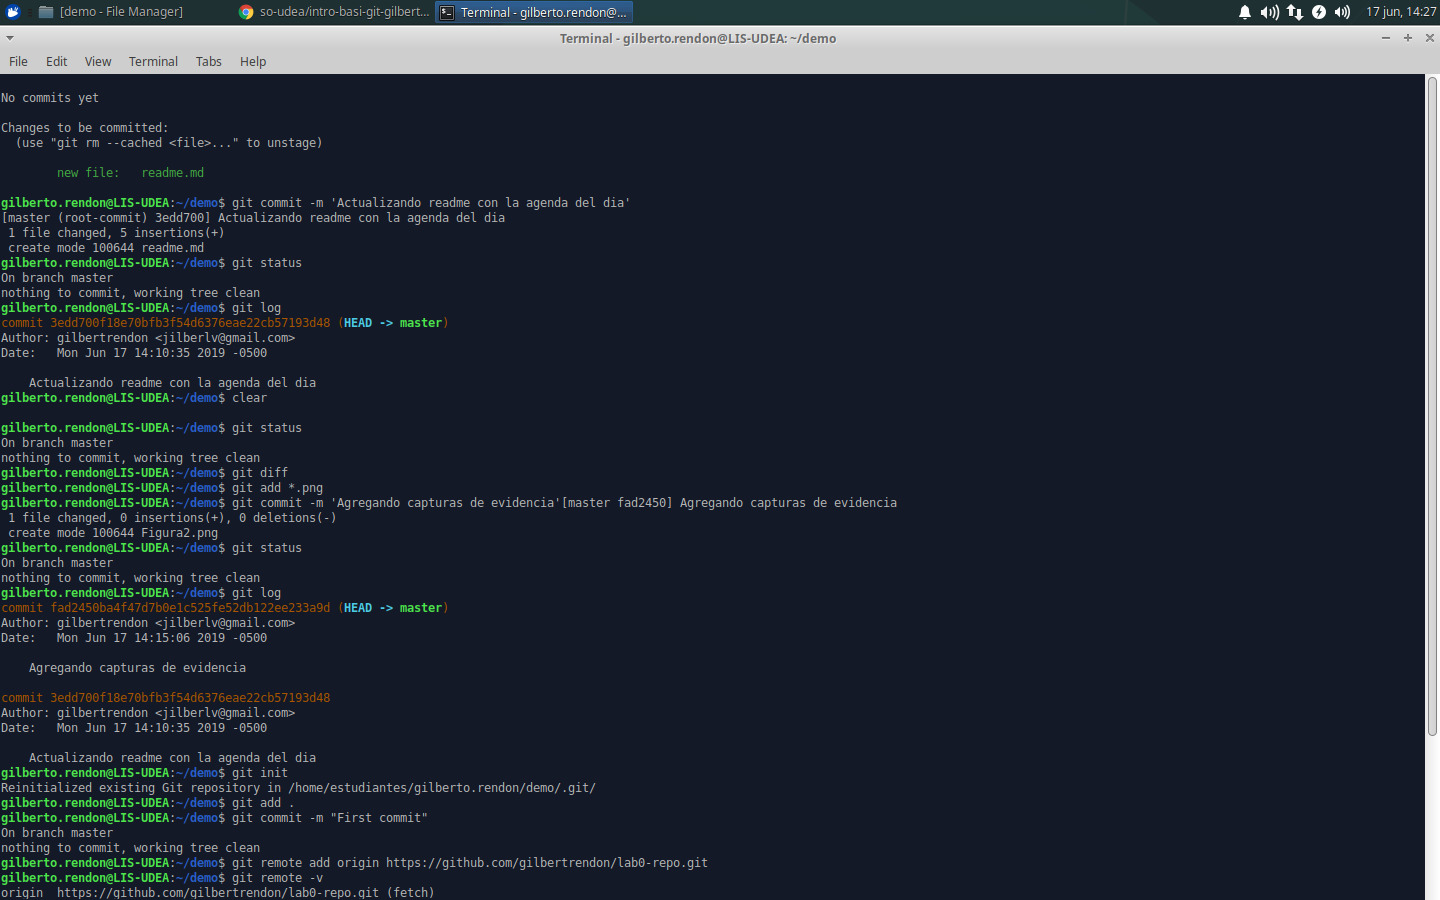 [demo - File Manager]
so-udea/intro-basi-git-gilbert...
Terminal - gilberto.rendon@...
17 jun, 14:27
Terminal - gilberto.rendon@LIS-UDEA: ~/demo
File Edit View Terminal Tabs Help
No commits yet
Changes to be committed:
(use "git rm --cached <file>..." to unstage)
new file: readme.md
gilberto.rendon@LIS-UDEA:~/demo$ git commit -m 'Actualizando readme con la agenda del dia'
[master (root-commit) 3edd700] Actualizando readme con la agenda del dia
1 file changed, 5 insertions(+)
create mode 100644 readme.md
gilberto.rendon@LIS-UDEA:~/demo$ git status
On branch master
nothing to commit, working tree clean
gilberto.rendon@LIS-UDEA:~/demo$ git log
commit 3edd700f18e70bfb3f54d6376eae22cb57193d48 (HEAD -> master)
Author: gilbertrendon <jilberlv@gmail.com>
Date:   Mon Jun 17 14:10:35 2019 -0500
Actualizando readme con la agenda del dia
gilberto.rendon@LIS-UDEA:~/demo$ clear
gilberto.rendon@LIS-UDEA:~/demo$ git status
On branch master
nothing to commit, working tree clean
gilberto.rendon@LIS-UDEA:~/demo$ git diff
gilberto.rendon@LIS-UDEA:~/demo$ git add *.png
gilberto.rendon@LIS-UDEA:~/demo$ git commit -m 'Agregando capturas de evidencia'[master fad2450] Agregando capturas de evidencia
1 file changed, 0 insertions(+), 0 deletions(-)
create mode 100644 Figura2.png
gilberto.rendon@LIS-UDEA:~/demo$ git status
On branch master
nothing to commit, working tree clean
gilberto.rendon@LIS-UDEA:~/demo$ git log
commit fad2450ba4f47d7b0e1c525fe52db122ee233a9d (HEAD -> master)
Author: gilbertrendon <jilberlv@gmail.com>
Date:   Mon Jun 17 14:15:06 2019 -0500
Agregando capturas de evidencia
commit 3edd700f18e70bfb3f54d6376eae22cb57193d48
Author: gilbertrendon <jilberlv@gmail.com>
Date:   Mon Jun 17 14:10:35 2019 -0500
Actualizando readme con la agenda del dia
gilberto.rendon@LIS-UDEA:~/demo$ git init
Reinitialized existing Git repository in /home/estudiantes/gilberto.rendon/demo/.git/
gilberto.rendon@LIS-UDEA:~/demo$ git add .
gilberto.rendon@LIS-UDEA:~/demo$ git commit -m "First commit"
On branch master
nothing to commit, working tree clean
gilberto.rendon@LIS-UDEA:~/demo$ git remote add origin https://github.com/gilbertrendon/lab0-repo.git
gilberto.rendon@LIS-UDEA:~/demo$ git remote -v
origin  https://github.com/gilbertrendon/lab0-repo.git (fetch)